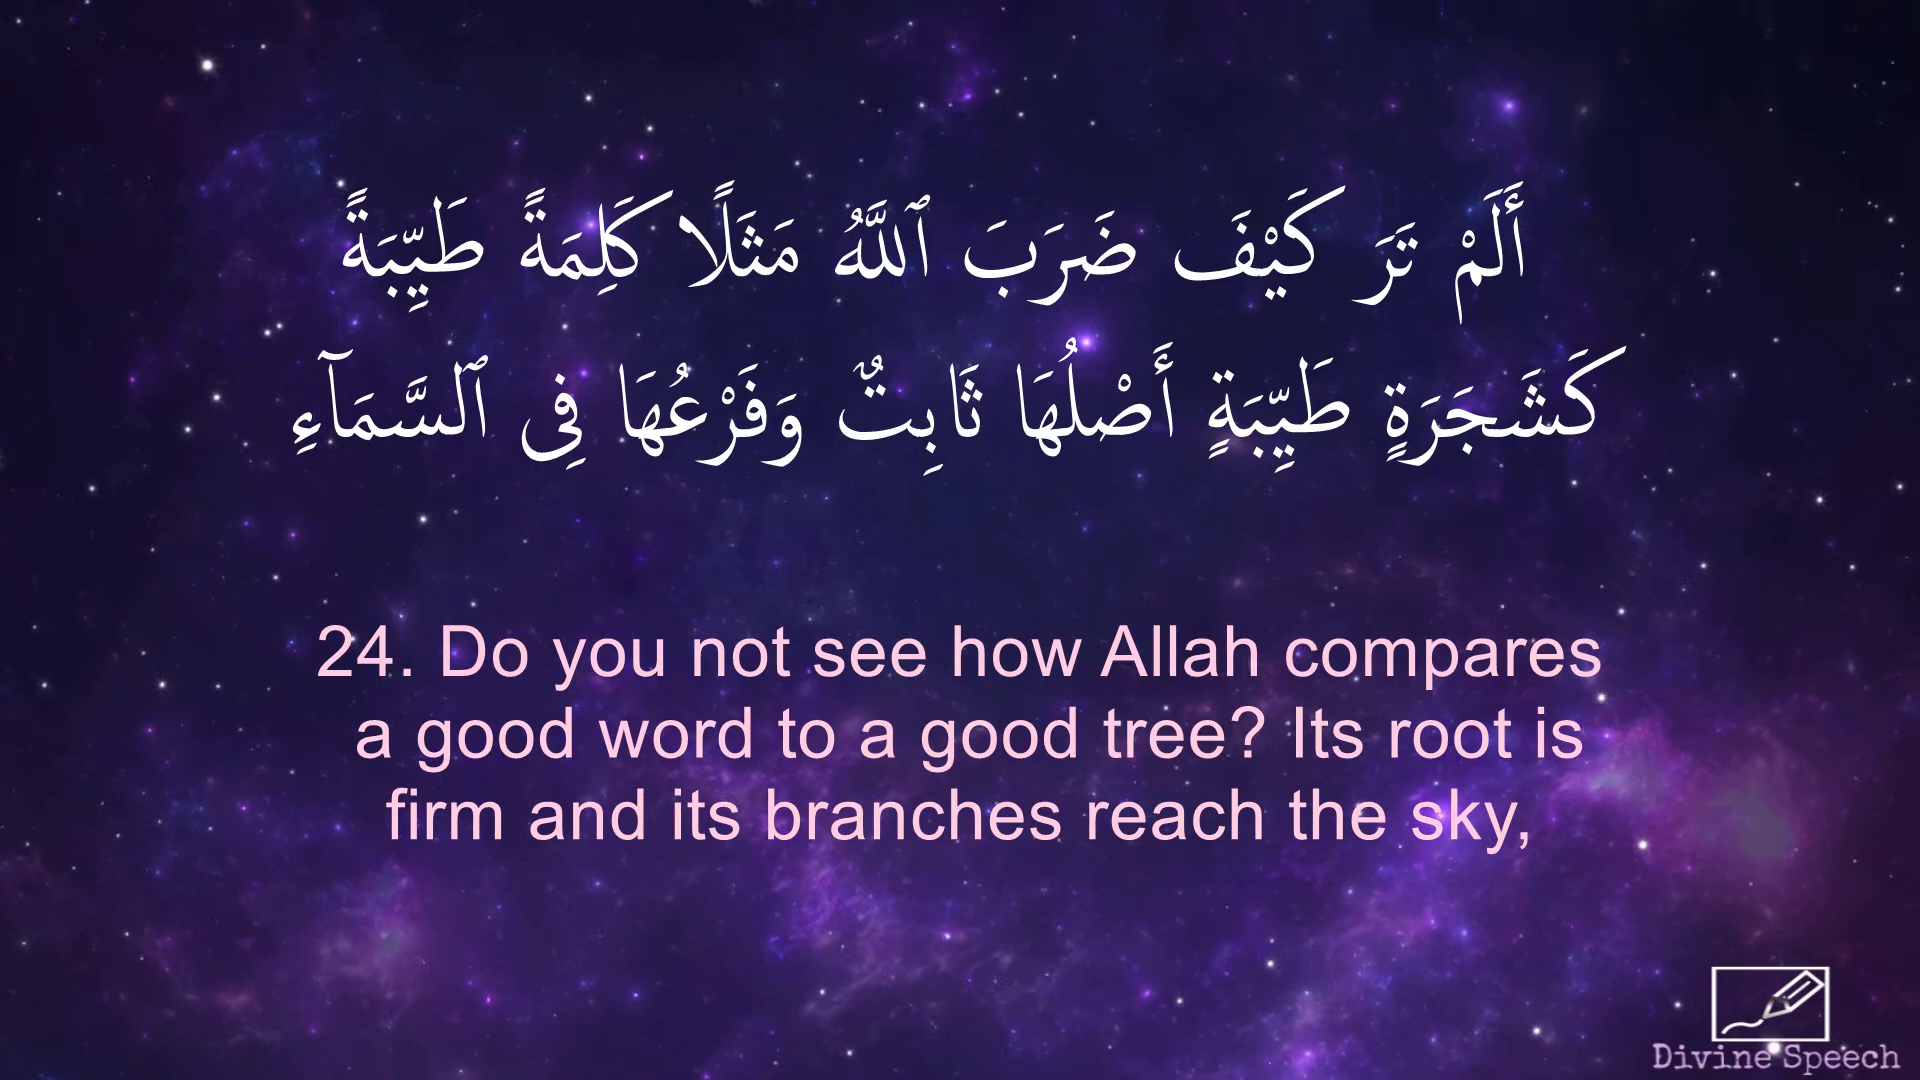 أَلَمْ تَرَ كَيْفَ ضَرَبَ ٱللَّهُ مَثَلًا كَلِمَةً طَيِّبَةً
كَشَجَرَةٍ طَيِّبَةٍ أَصْلُهَا ثَابِتٌ وَفَرْعُهَا فِى ٱلسَّمَآءِ
24. Do you not see how Allah compares
a good word to a good tree? Its root is
firm and its branches reach the sky,
Divine Speech